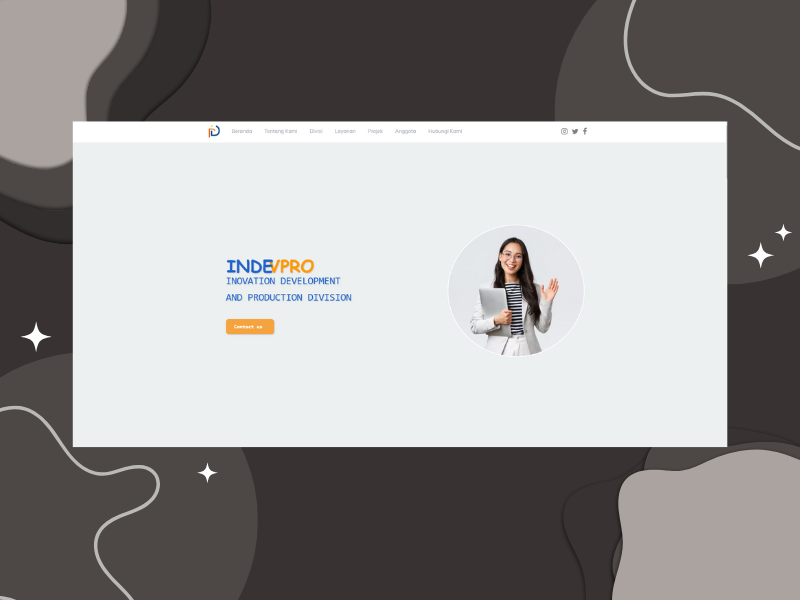 Beranda Tentang Kami Divisi Layanan Projek Anggota Hubungi Kami
INDEVPRO
INOVATION DEVELOPMENT
AND PRODUCTION DIVISION
Contact us